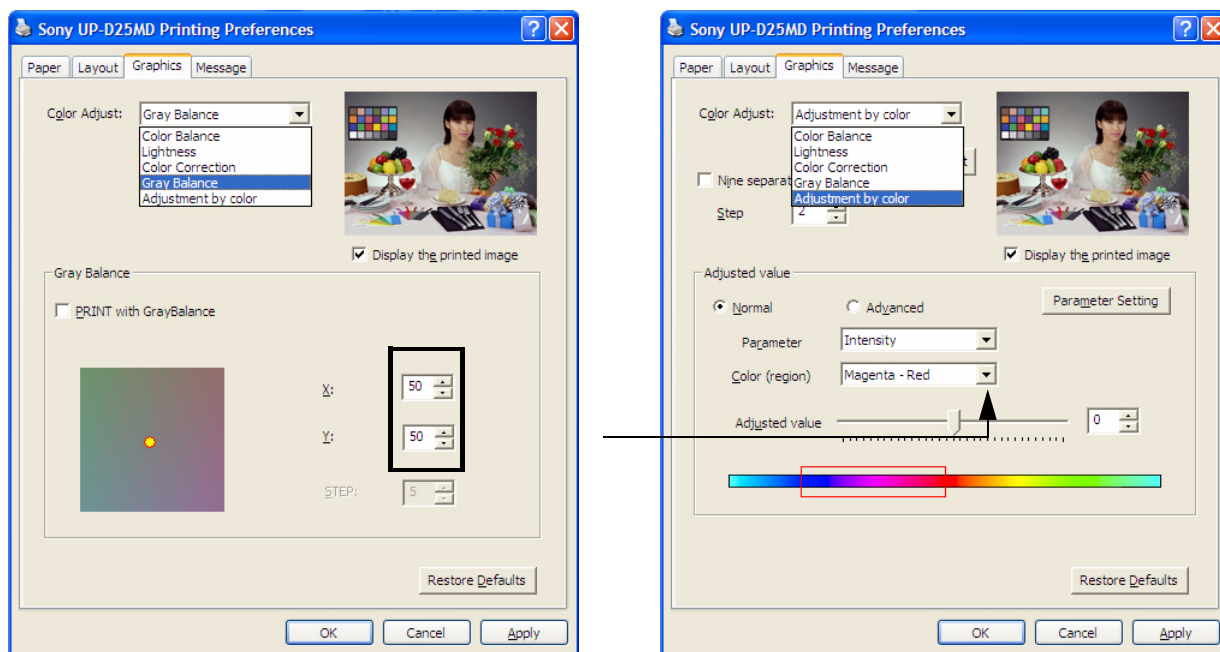 Sony UP-D25MD Printing Preferences
Paper Layout Graphics Message
Color Adjust: Gray Balance
Color Balance
Lightness
Color Correction
Gray Balance
Adjustment by color
Display the printed image
Gray Balance
PRINT with GrayBalance
X: 50
Y: 50
STEP: 5
Restore Defaults
OK Cancel Apply
Sony UP-D25MD Printing Preferences
Paper Layout Graphics Message
Color Adjust: Adjustment by color
Color Balance
Lightness
Color Correction
Gray Balance
Adjustment by color
Nine separat
Step 2
Display the printed image
Adjusted value
Normal Advanced Parameter Setting
Parameter Intensity
Color (region) Magenta - Red
Adjusted value 0
Restore Defaults
OK Cancel Apply